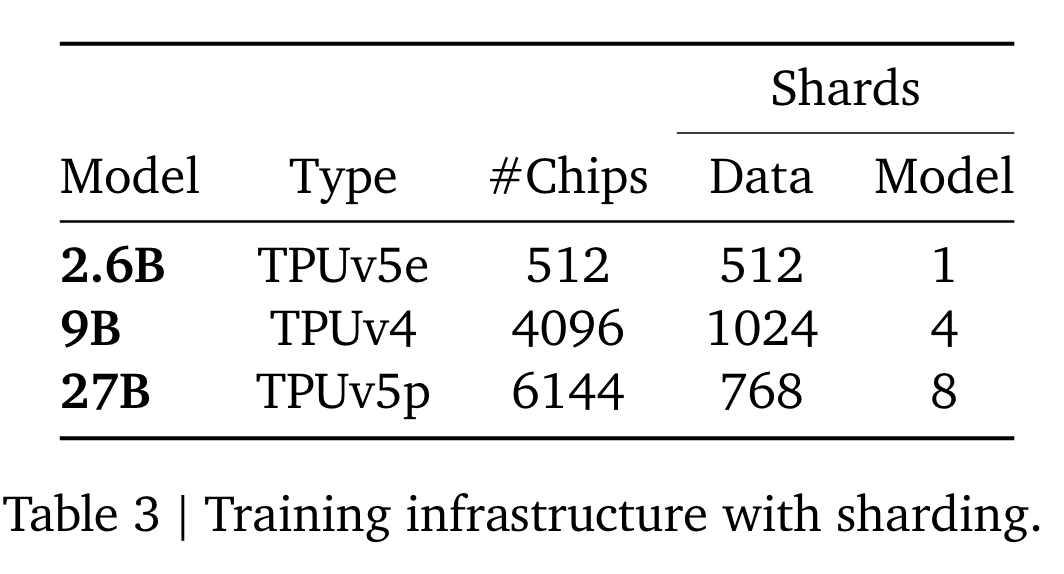 Shards
Model Type #Chips Data Model
2.6B TPUv5e 512 512 1
9B TPUv4 4096 1024 4
27B TPUv5p 6144 768 8
Table 3 | Training infrastructure with sharding.